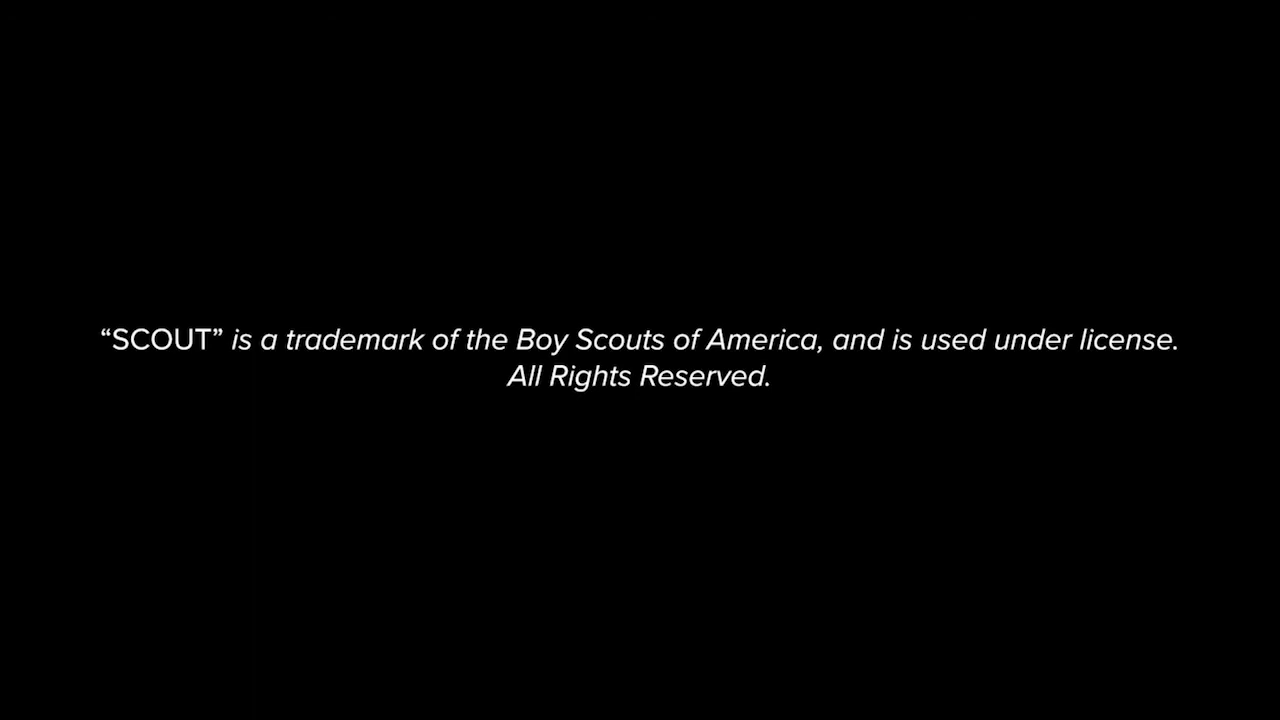 “SCOUT” is a trademark of the Boy Scouts of America, and is used under license.
All Rights Reserved.